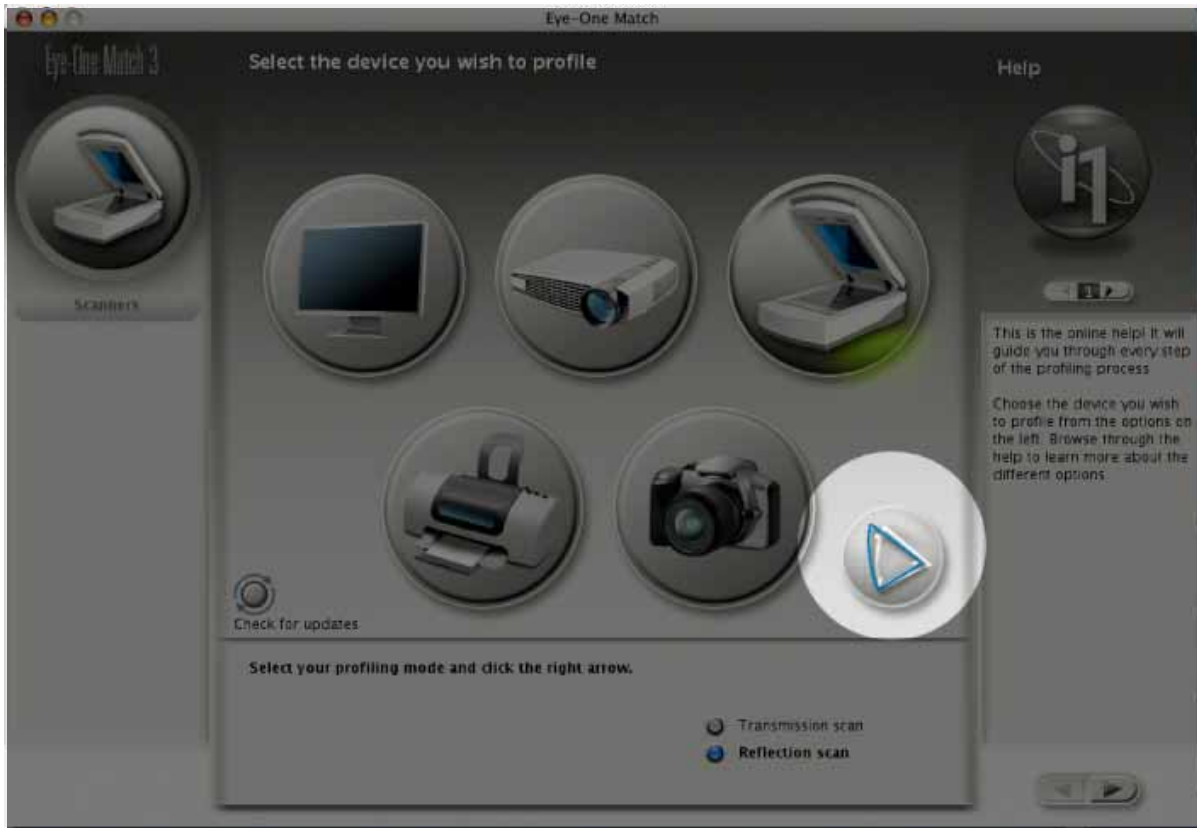 Eye-One Match
Eye-One Match 3
Select the device you wish to profile
Help
i1
Scanners
1
This is the online help! It will
guide you through every step
of the profiling process
Choose the device you wish
to profile from the options on
the left. Browse through the
help to learn more about the
different options
Check for updates
Select your profiling mode and click the right arrow.
Transmission scan
Reflection scan